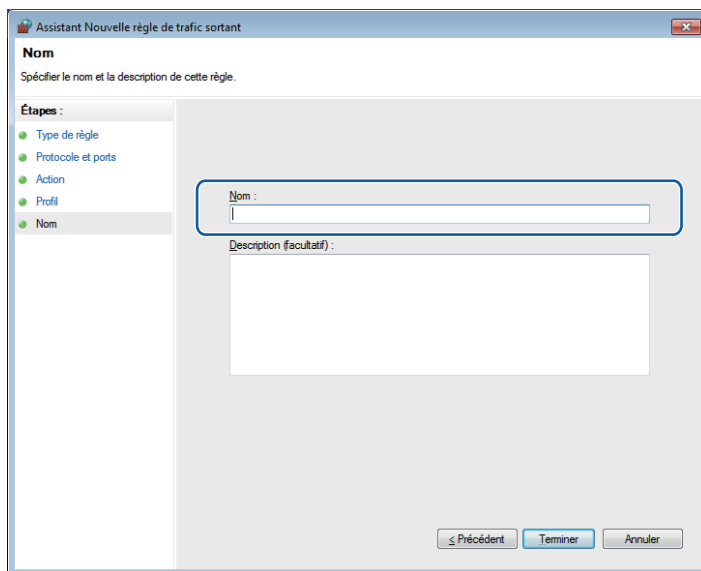 Assistant Nouvelle règle de trafic sortant
Nom
Spécifier le nom et la description de cette règle.
Étapes :
Type de règle
Protocole et ports
Action
Profil
Nom
Nom :
Description (facultatif) :
< Précédent
Terminer
Annuler